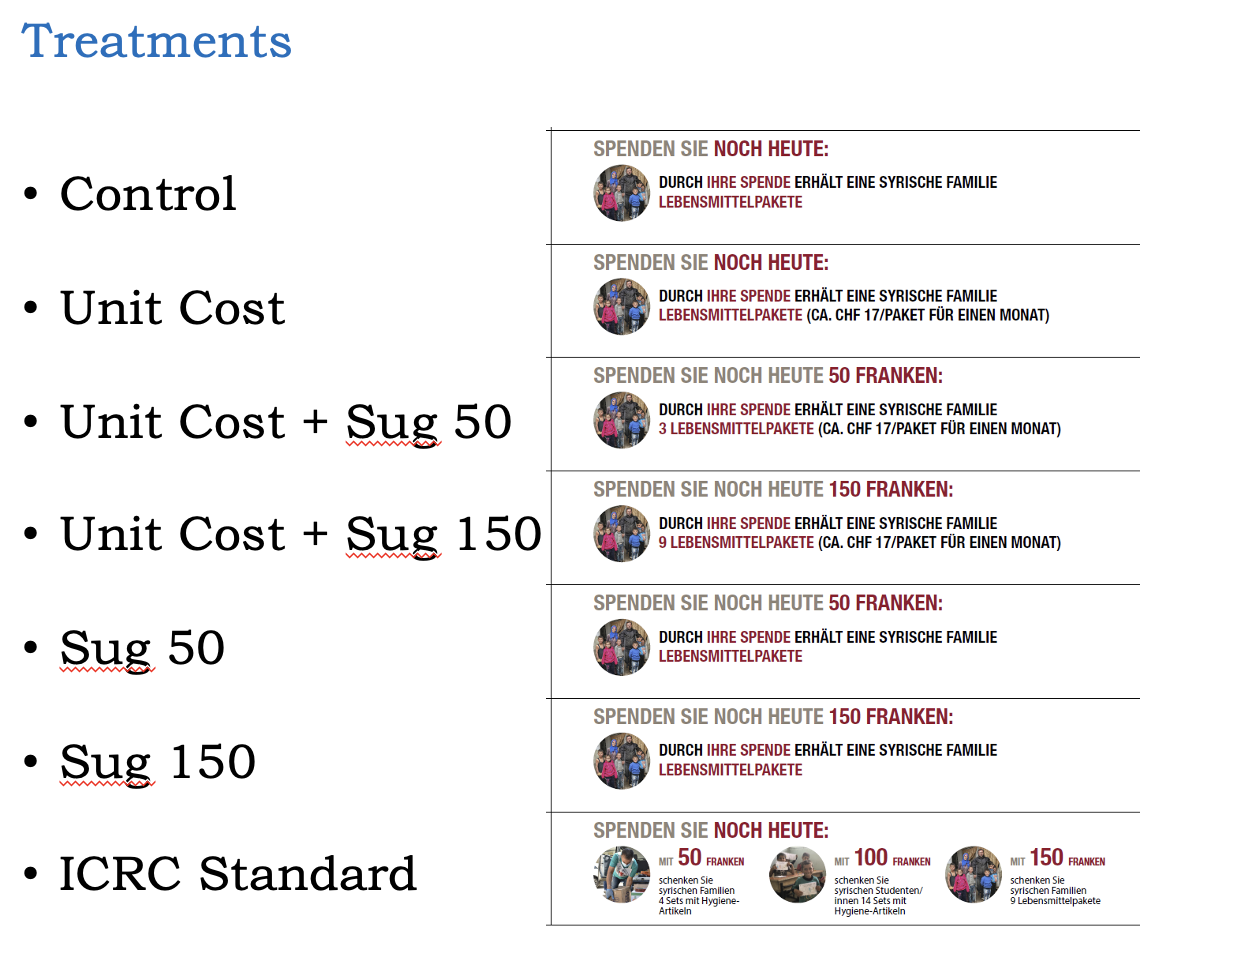 Treatments
• Control
SPENDEN SIE NOCH HEUTE:
DURCH IHRE SPENDE ERHÄLT EINE SYRISCHE FAMILIE
LEBENSMITTELPAKETE
• Unit Cost
SPENDEN SIE NOCH HEUTE:
DURCH IHRE SPENDE ERHÄLT EINE SYRISCHE FAMILIE
LEBENSMITTELPAKETE (CA. CHF 17/PAKET FÜR EINEN MONAT)
• Unit Cost + Sug 50
SPENDEN SIE NOCH HEUTE 50 FRANKEN:
DURCH IHRE SPENDE ERHÄLT EINE SYRISCHE FAMILIE
3 LEBENSMITTELPAKETE (CA. CHF 17/PAKET FÜR EINEN MONAT)
• Unit Cost + Sug 150
SPENDEN SIE NOCH HEUTE 150 FRANKEN:
DURCH IHRE SPENDE ERHÄLT EINE SYRISCHE FAMILIE
9 LEBENSMITTELPAKETE (CA. CHF 17/PAKET FÜR EINEN MONAT)
• Sug 50
SPENDEN SIE NOCH HEUTE 50 FRANKEN:
DURCH IHRE SPENDE ERHÄLT EINE SYRISCHE FAMILIE
LEBENSMITTELPAKETE
• Sug 150
SPENDEN SIE NOCH HEUTE 150 FRANKEN:
DURCH IHRE SPENDE ERHÄLT EINE SYRISCHE FAMILIE
LEBENSMITTELPAKETE
• ICRC Standard
SPENDEN SIE NOCH HEUTE:
MIT 50 FRANKEN
schenken Sie
syrischen Familien
4 Sets mit Hygiene-
Artikeln
MIT 100 FRANKEN
schenken Sie
syrischen Studenten/
innen 14 Sets mit
Hygiene-Artikeln
MIT 150 FRANKEN
schenken Sie
syrischen Familien
9 Lebensmittelpakete